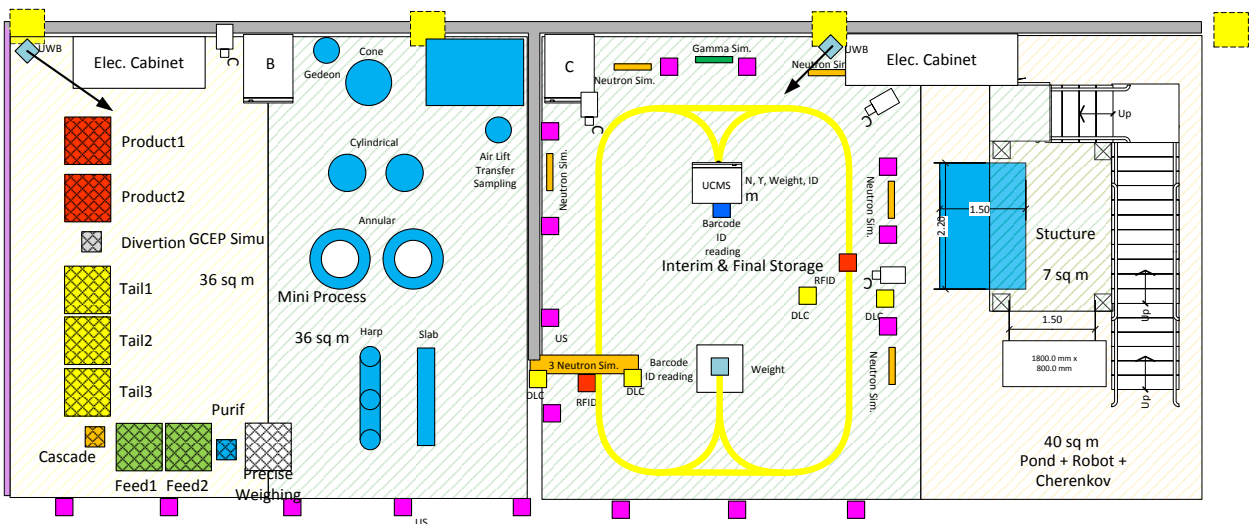 UWB
Elec. Cabinet
C
B
Gedeon
Cone
C
Neutron Sim.
Gamma Sim.
Neutron Sim.
UWB
Elec. Cabinet
Product1
Product2
Divertion
GCEP Simu
36 sq m
Tail1
Tail2
Tail3
Cascade
Feed1
Feed2
Purif
Precise
Weighing
Cylindrical
Air Lift
Transfer
Sampling
Annular
Mini Process
36 sq m
Harp
Slab
US
C
Neutron Sim.
US
UCMS
N, ϒ, Weight, ID
m
Barcode
ID
reading
Interim & Final Storage
RFID
DLC
C
Neutron Sim.
C
DLC
Neutron Sim.
3 Neutron Sim.
DLC
RFID
DLC
Barcode
ID reading
Weight
Up
2.20
1.50
Stucture
7 sq m
1.50
1800.0 mm x
800.0 mm
Up
Up
40 sq m
Pond + Robot +
Cherenkov